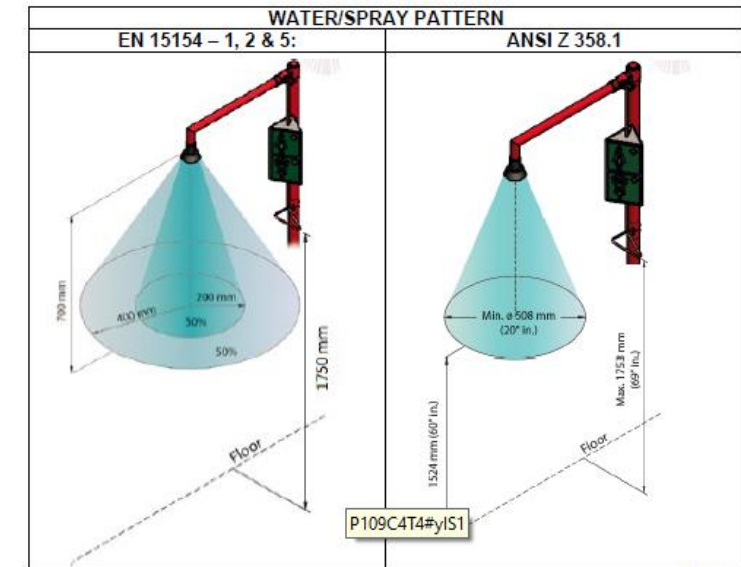 WATER/SPRAY PATTERN
EN 15154 – 1, 2 & 5:
ANSI Z 358.1
700 mm
400 mm
200 mm
50%
50%
1750 mm
Floor
Min. ø 508 mm
(20" in.)
1524 mm (60" in.)
Max. 1753 mm
(69" in.)
Floor
P109C4T4#yIS1